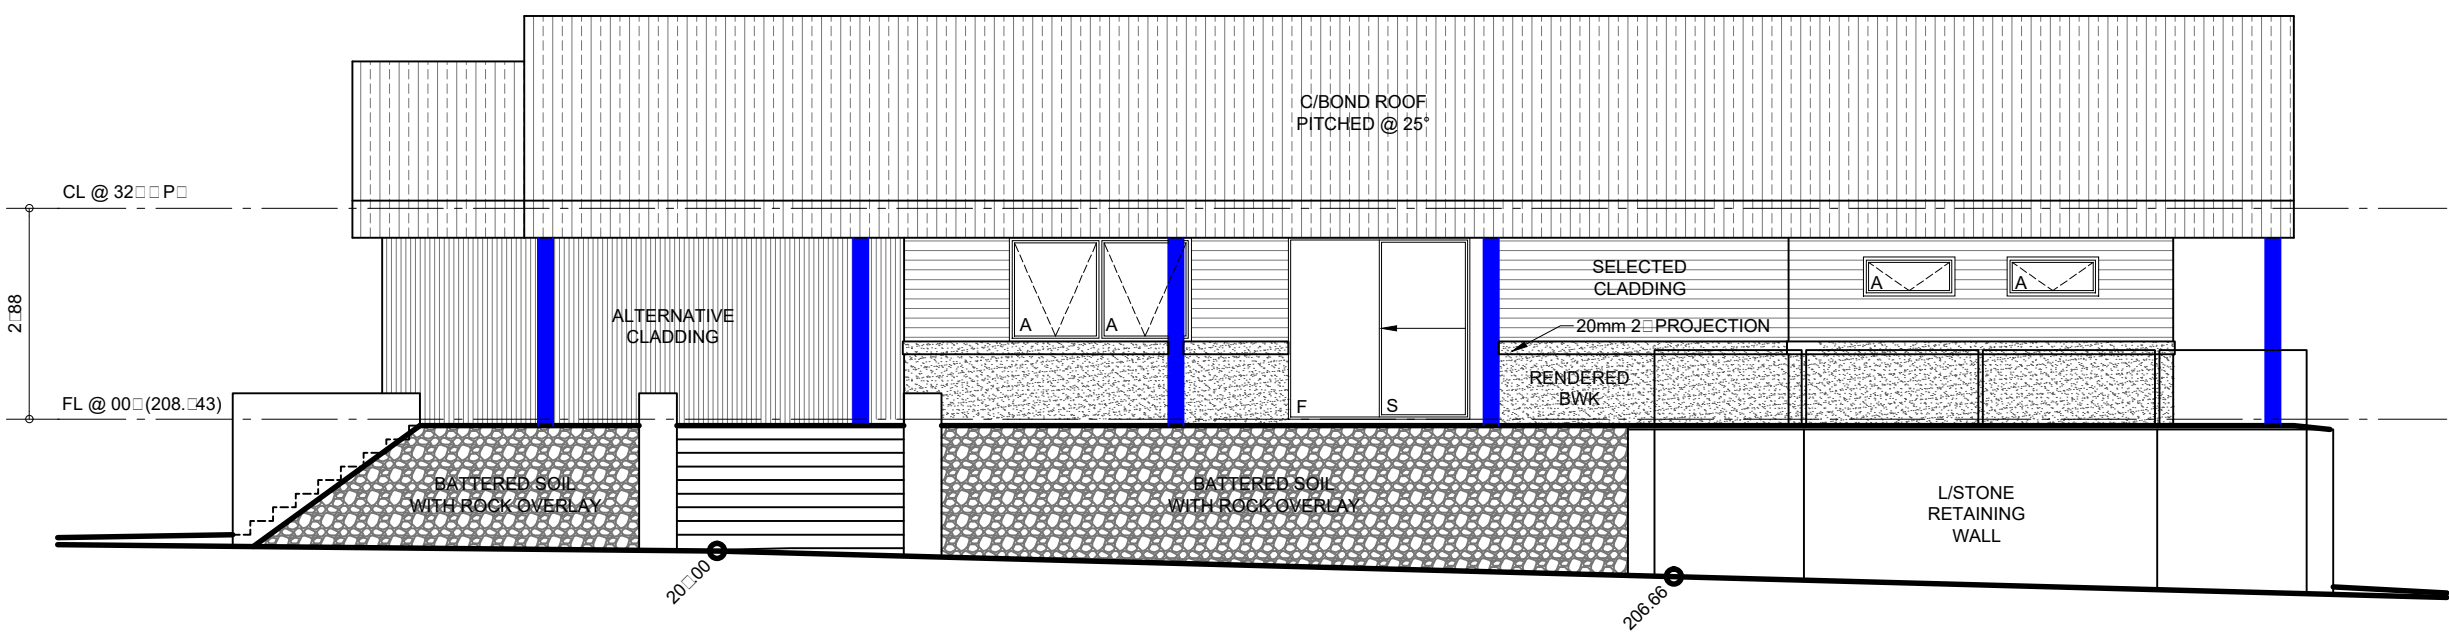 C/BOND ROOF
PITCHED @ 25°
CL @ 32□□ P□
2□88
SELECTED
CLADDING
A
A
A
A
ALTERNATIVE
CLADDING
20mm 2□ PROJECTION
RENDERED
BWK
FL @ 00□ (208.□43)
F
S
BATTERED SOIL
WITH ROCK OVERLAY
BATTERED SOIL
WITH ROCK OVERLAY
L/STONE
RETAINING
WALL
20□.00
206.66